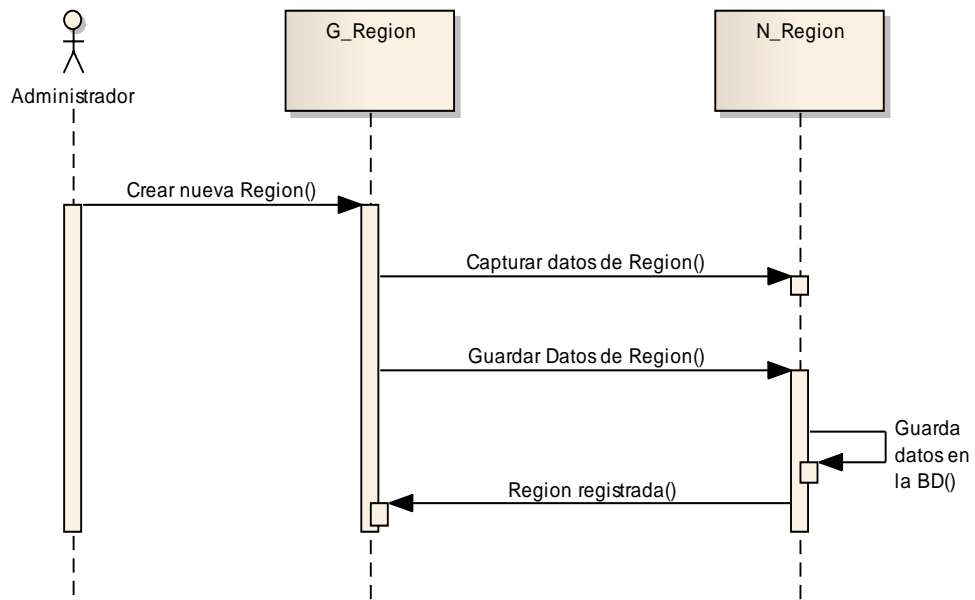 G_Region
N_Region
Administrador
Crear nueva Region()
Capturar datos de Region()
Guardar Datos de Region()
Guarda
datos en
la BD()
Region registrada()